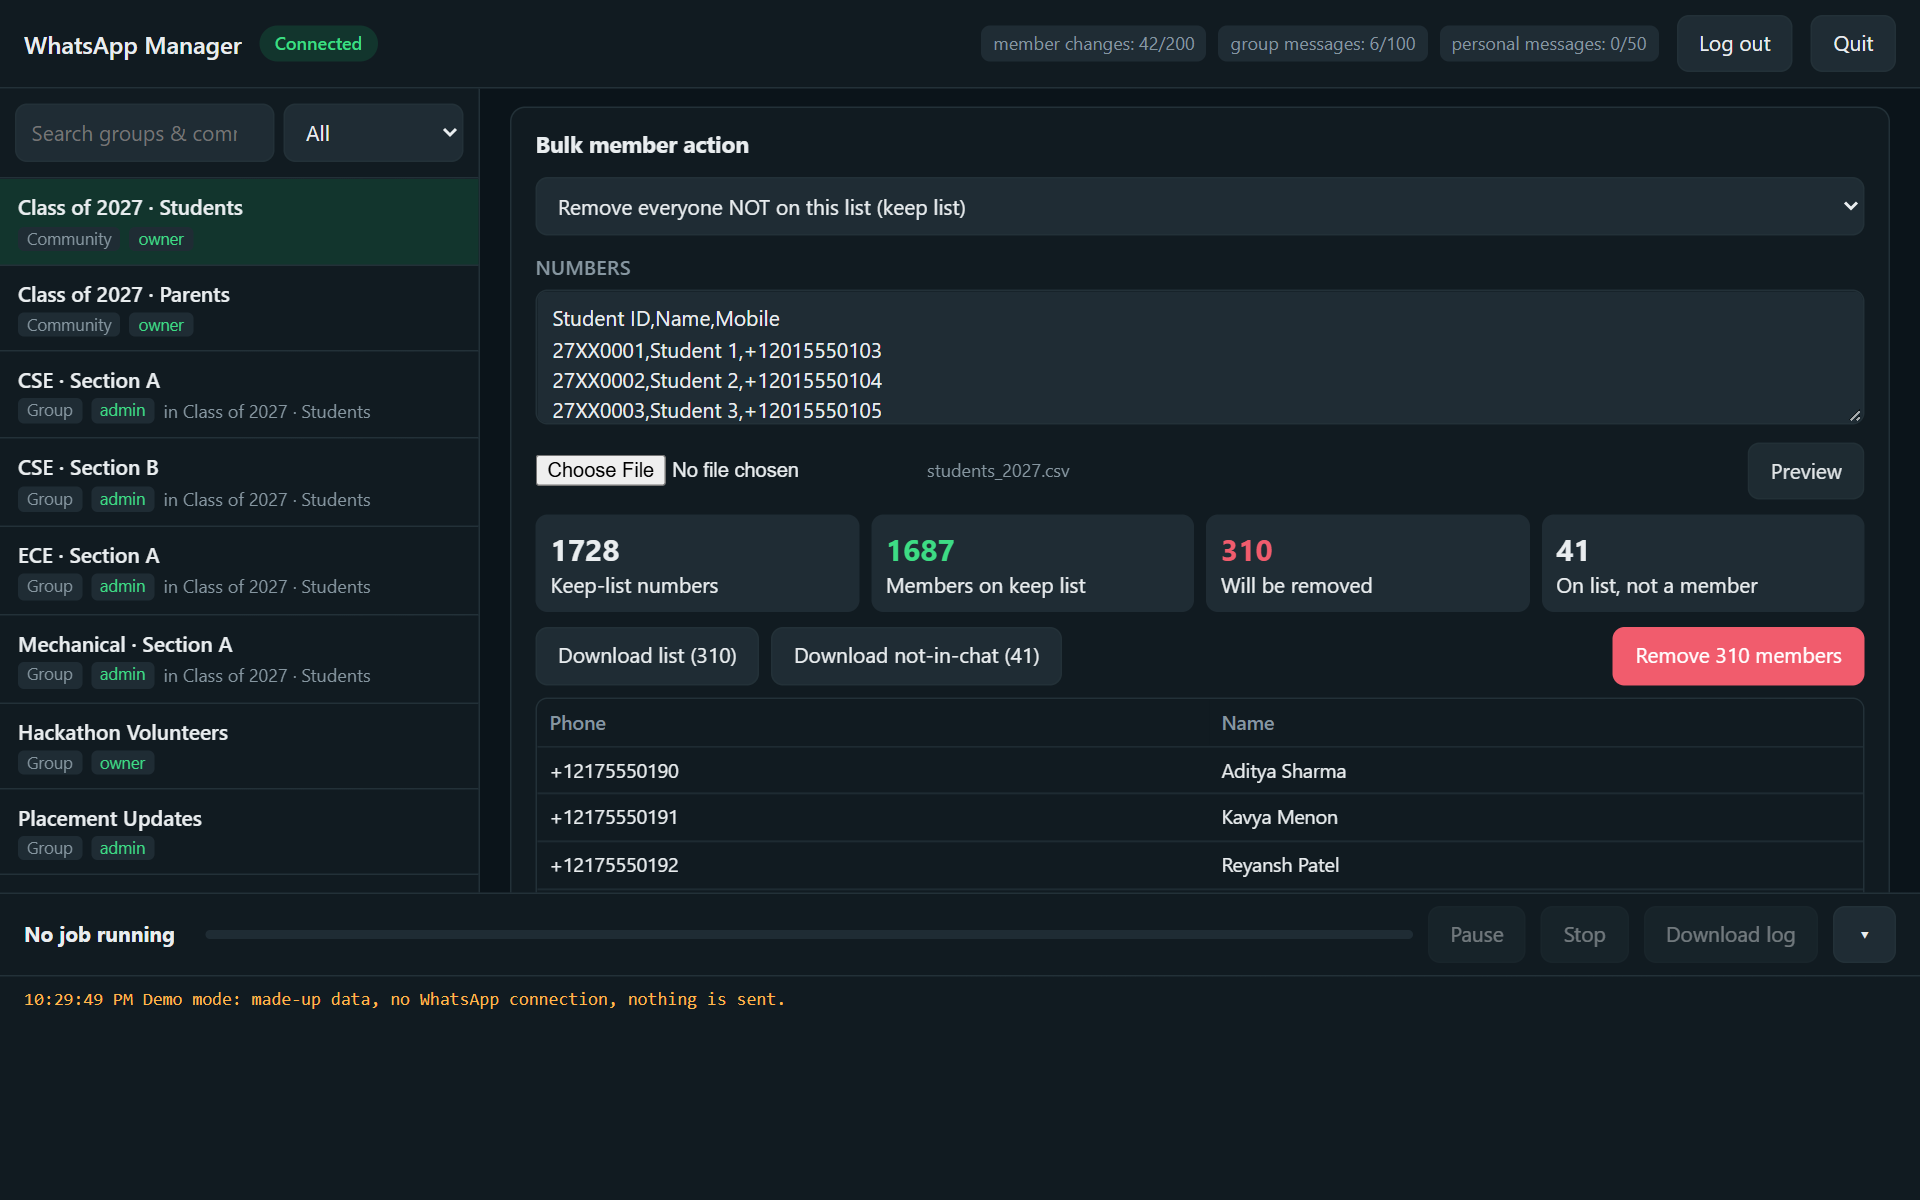 WhatsApp Manager
Connected
member changes: 42/200
group messages: 6/100
personal messages: 0/50
Log out
Quit
Search groups & comr
All
Class of 2027 · Students
Community owner
Class of 2027 · Parents
Community owner
CSE · Section A
Group admin in Class of 2027 · Students
CSE · Section B
Group admin in Class of 2027 · Students
ECE · Section A
Group admin in Class of 2027 · Students
Mechanical · Section A
Group admin in Class of 2027 · Students
Hackathon Volunteers
Group owner
Placement Updates
Group admin
Bulk member action
Remove everyone NOT on this list (keep list)
NUMBERS
Student ID,Name,Mobile
27XX0001,Student 1,+12015550103
27XX0002,Student 2,+12015550104
27XX0003,Student 3,+12015550105
Choose File No file chosen
students_2027.csv
Preview
1728
Keep-list numbers
1687
Members on keep list
310
Will be removed
41
On list, not a member
Download list (310)
Download not-in-chat (41)
Remove 310 members
Phone Name
+12175550190 Aditya Sharma
+12175550191 Kavya Menon
+12175550192 Reyansh Patel
No job running
Pause
Stop
Download log
10:29:49 PM Demo mode: made-up data, no WhatsApp connection, nothing is sent.